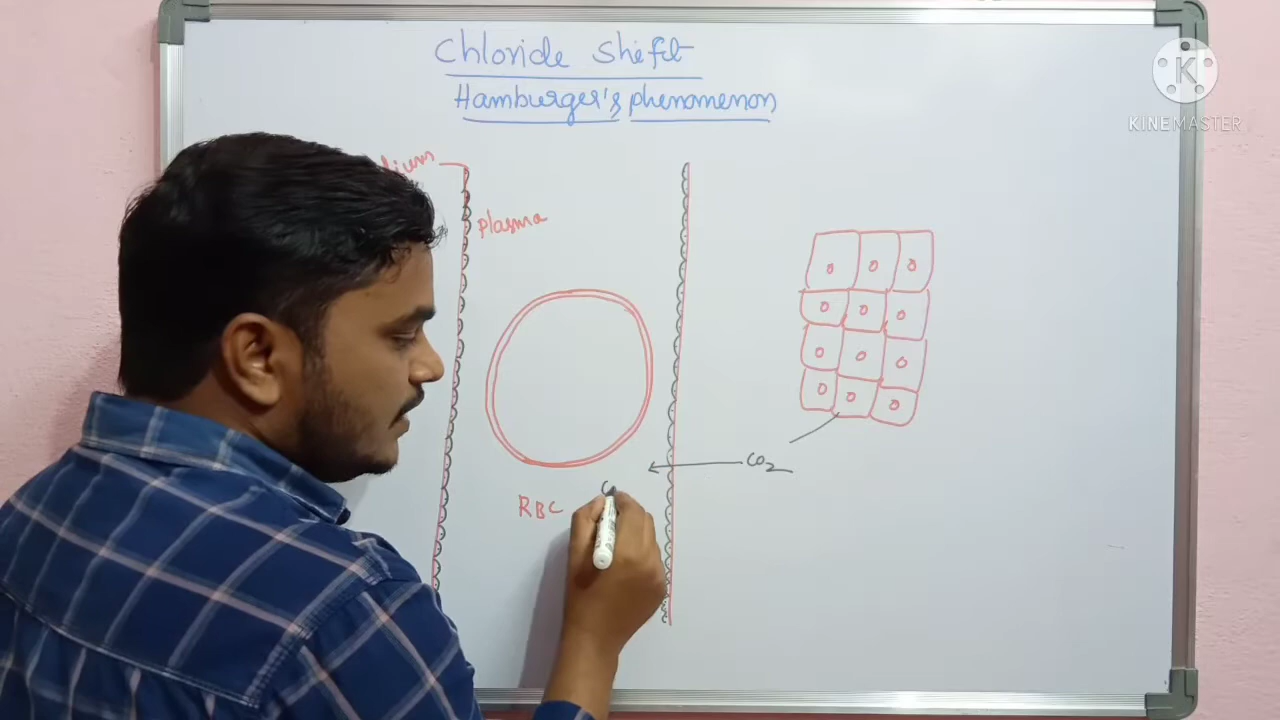 Chloride Shift
Hamburger's phenomenon
KINEMASTER
plasma
CO2
RBC